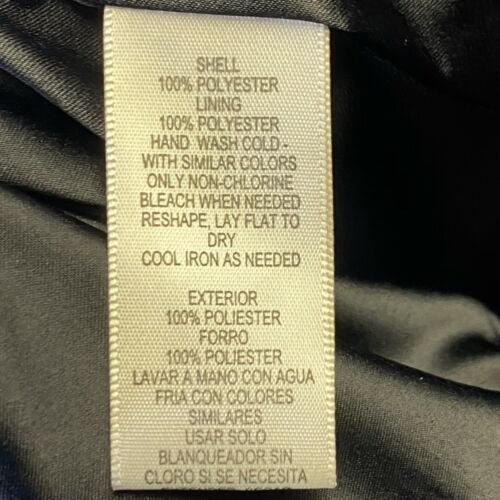 SHELL
100% POLYESTER
LINING
100% POLYESTER
HAND WASH COLD -
WITH SIMILAR COLORS
ONLY NON-CHLORINE
BLEACH WHEN NEEDED
RESHAPE, LAY FLAT TO
DRY
COOL IRON AS NEEDED
EXTERIOR
100% POLIESTER
FORRO
100% POLIESTER
LAVAR A MANO CON AGUA
FRIA CON COLORES
SIMILARES
USAR SOLO
BLANQUEADOR SIN
CLORO SI SE NECESITA